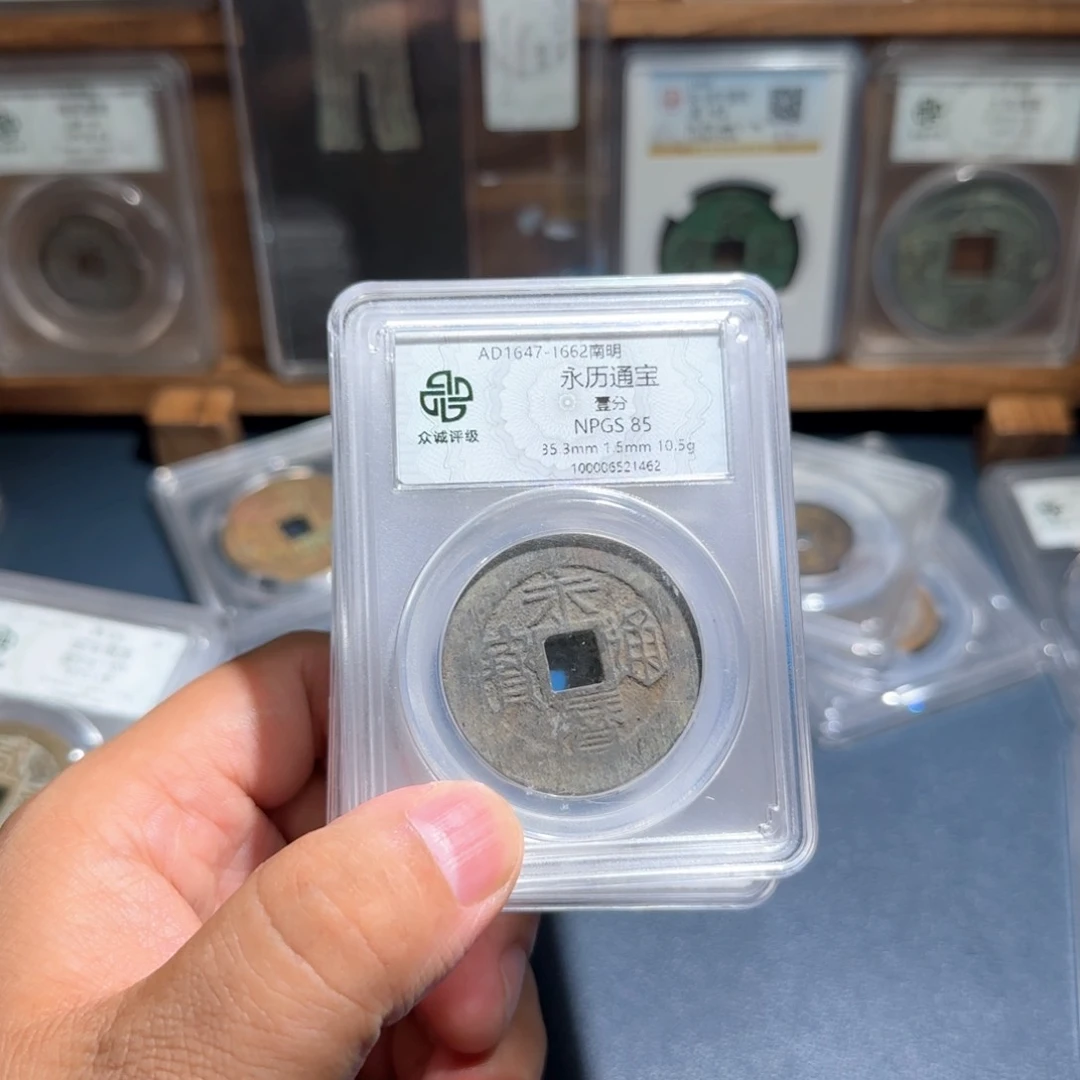 AD1647-1662南明
永历通宝
壹分
NPGS 85
35.3mm 1.5mm 10.5g
100006521462
众诚评级
永
通
曆
寶